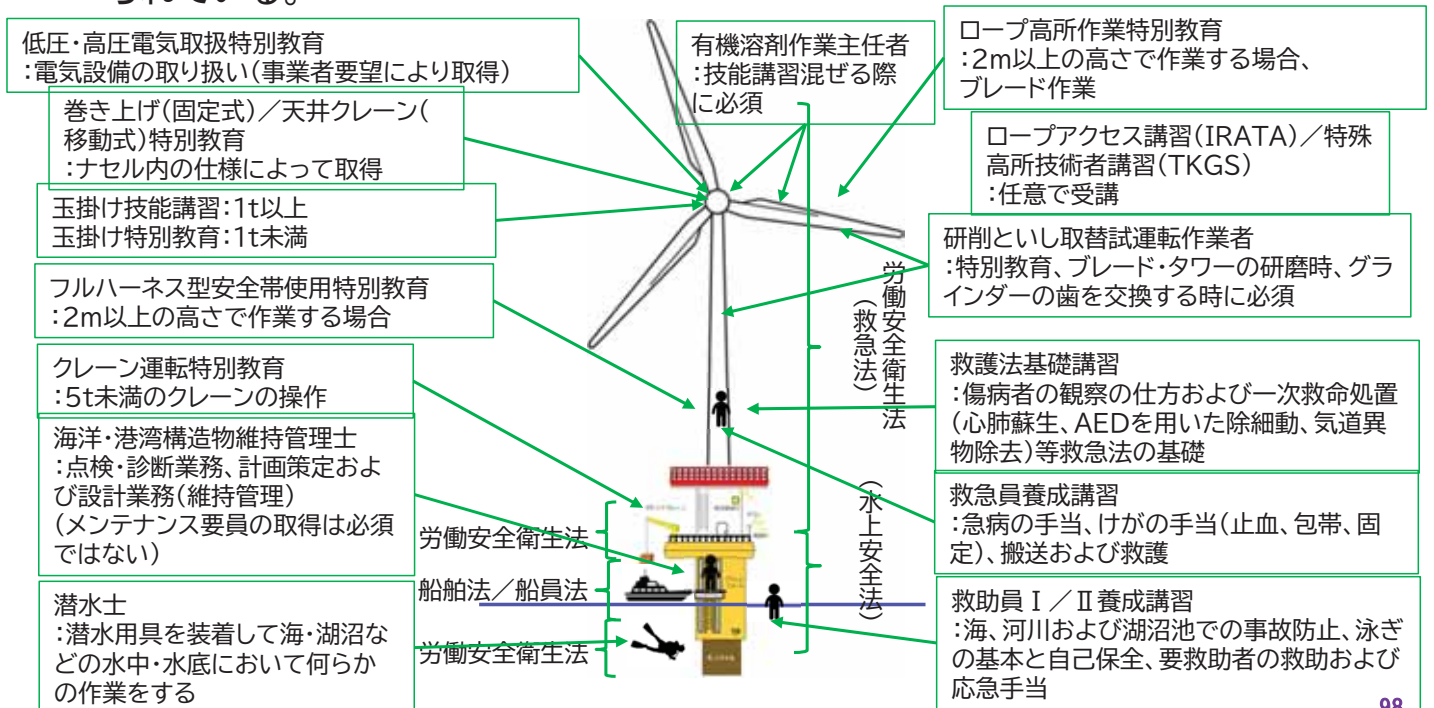 られている。
低圧・高圧電気取扱特別教育
:電気設備の取り扱い(事業者要望により取得)
巻き上げ(固定式)／天井クレーン(
移動式)特別教育
:ナセル内の仕様によって取得
玉掛け技能講習:1t以上
玉掛け特別教育:1t未満
フルハーネス型安全帯使用特別教育
:2m以上の高さで作業する場合
クレーン運転特別教育
:5t未満のクレーンの操作
海洋・港湾構造物維持管理士
:点検・診断業務、計画策定およ
び設計業務(維持管理)
(メンテナンス要員の取得は必須
ではない)
潜水士
:潜水用具を装着して海・湖沼な
どの水中・水底において何らか
の作業をする
有機溶剤作業主任者
:技能講習混ぜる際
に必須
労働安全衛生法
船舶法／船員法
労働安全衛生法
労働安全衛生法
(救急法)
(水上安全法)
ロープ高所作業特別教育
:2m以上の高さで作業する場合、
ブレード作業
ロープアクセス講習(IRATA)／特殊
高所技術者講習(TKGS)
:任意で受講
研削といし取替試運転作業者
:特別教育、ブレード・タワーの研磨時、グラ
インダーの歯を交換する時に必須
救護法基礎講習
:傷病者の観察の仕方および一次救命処置
(心肺蘇生、AEDを用いた除細動、気道異
物除去)等救急法の基礎
救急員養成講習
:急病の手当、けがの手当(止血、包帯、固
定)、搬送および救護
救助員Ⅰ／Ⅱ養成講習
:海、河川および湖沼池での事故防止、泳ぎ
の基本と自己保全、要救助者の救助および
応急手当
98